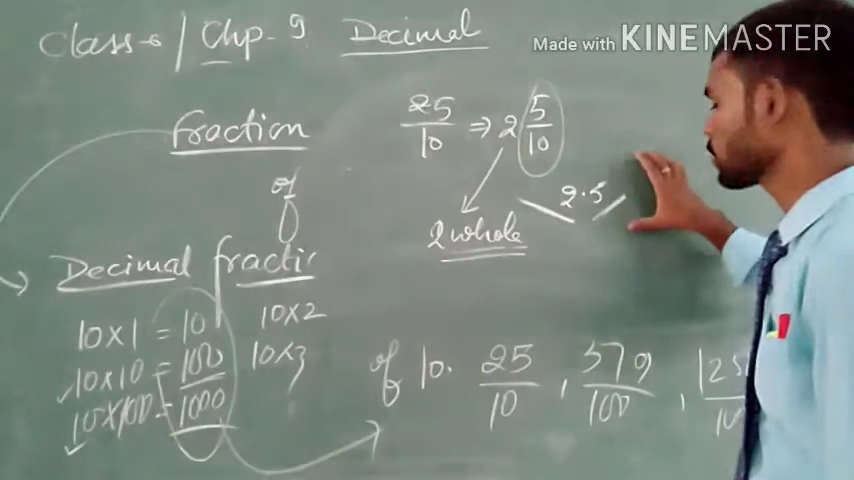 Class-6 / Chp-9 Decimal
Made with KINEMASTER
fraction
25/10 ⇒ 2 5/10
of
2.5
2 whole
Decimal fracti
10×1 = 10
10×2
10×10 = 100
10×3
10×100 = 1000
of 10. 25/10, 379/100,